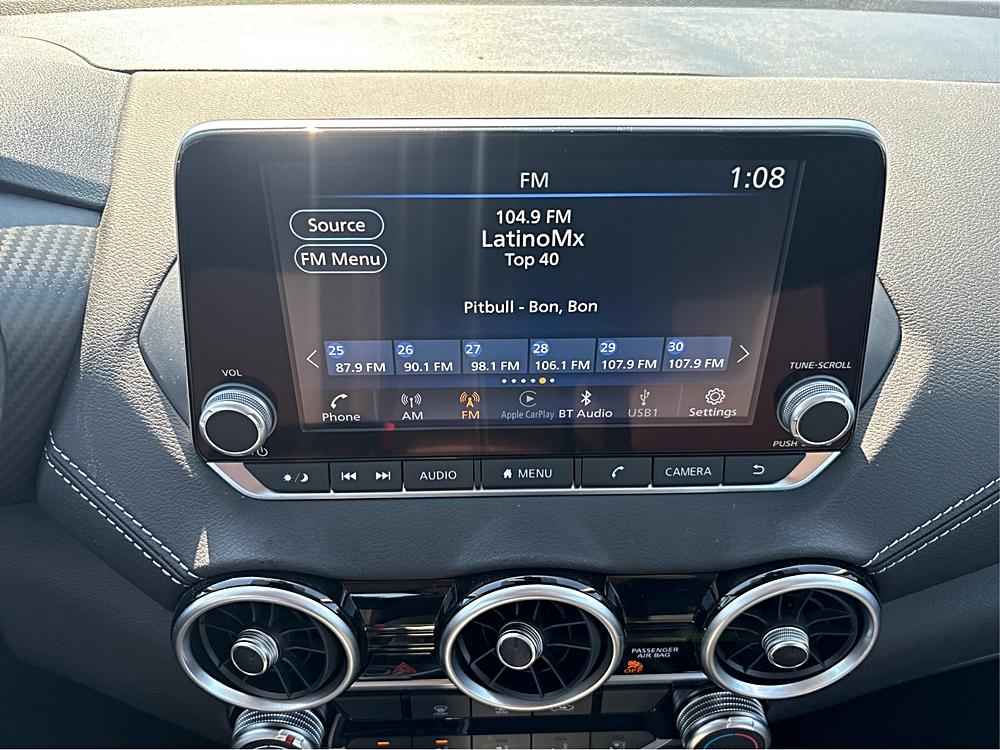 FM
1:08
Source
FM Menu
104.9 FM
LatinoMx
Top 40
Pitbull - Bon, Bon
25
87.9 FM
26
90.1 FM
27
98.1 FM
28
106.1 FM
29
107.9 FM
30
107.9 FM
Phone
AM
FM
Apple CarPlay
BT Audio
USB1
Settings
VOL
TUNE-SCROLL
PUSH
AUDIO
MENU
CAMERA
PASSENGER
AIR BAG
OFF